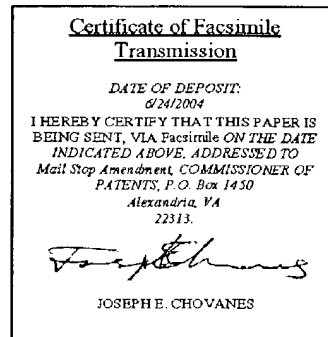 Certificate of Facsimile
Transmission
DATE OF DEPOSIT:
6/24/2004
I HEREBY CERTIFY THAT THIS PAPER IS
BEING SENT, VIA Facsimile ON THE DATE
INDICATED ABOVE, ADDRESSED TO
Mail Stop Amendment, COMMISSIONER OF
PATENTS, P.O. Box 1450
Alexandria, VA
22313.
JOSEPH E. CHOVANES